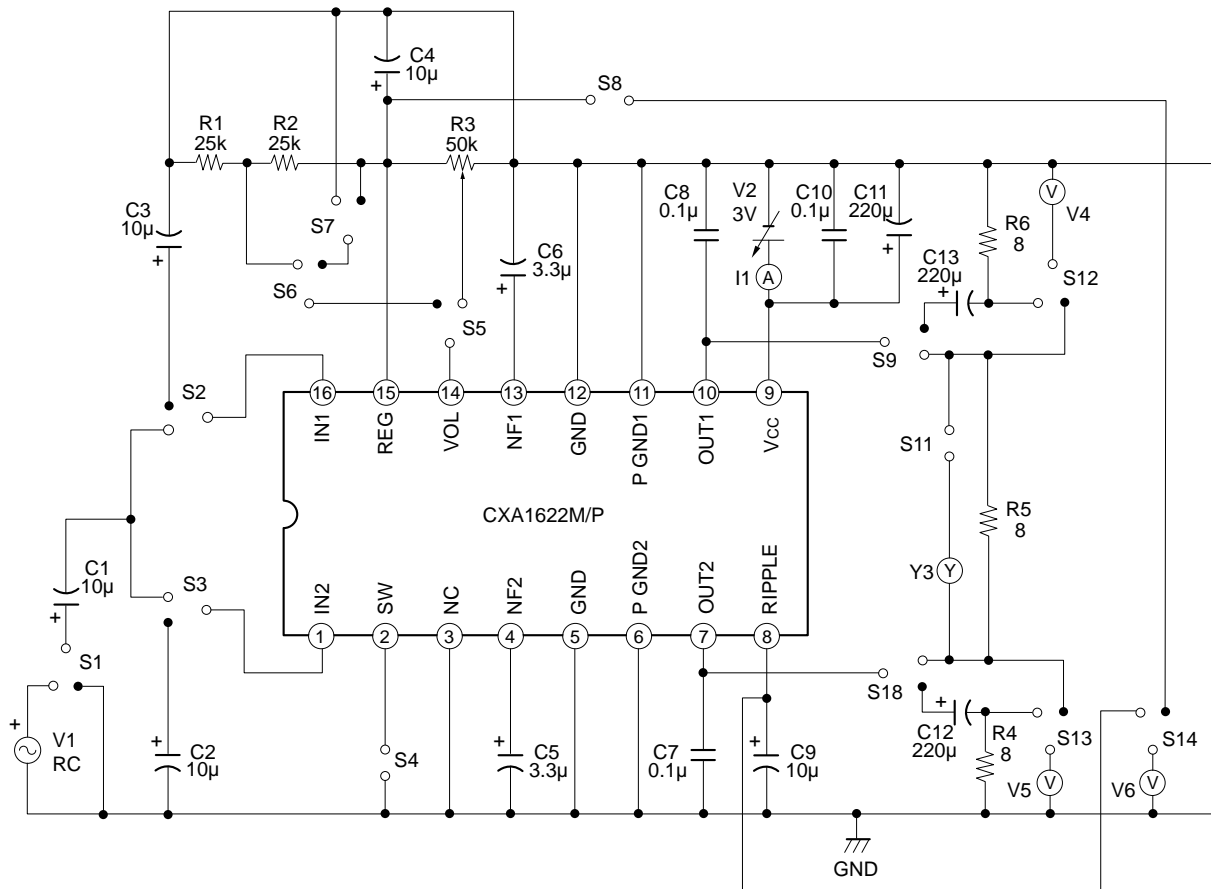 C4
10μ
S8
R1
25k
R2
25k
R3
50k
C3
10μ
+
+
S7
C6
3.3μ
+
S6
S5
C8
0.1μ
V2
3V
I1
A
C10
0.1μ
C11
220μ
+
R6
8
V
V4
C13
220μ
+
S12
S9
S2
16
15
14
13
12
11
10
9
IN1
REG
VOL
NF1
GND
P GND1
OUT1
Vcc
S11
CXA1622M/P
R5
8
Y3
Y
C1
10μ
+
S3
IN2
SW
NC
NF2
GND
P GND2
OUT2
RIPPLE
1
2
3
4
5
6
7
8
S1
S18
+
V1
RC
C2
10μ
+
S4
C5
3.3μ
+
C7
0.1μ
C9
10μ
+
C12
220μ
+
R4
8
S13
V5
V
S14
V6
V
GND